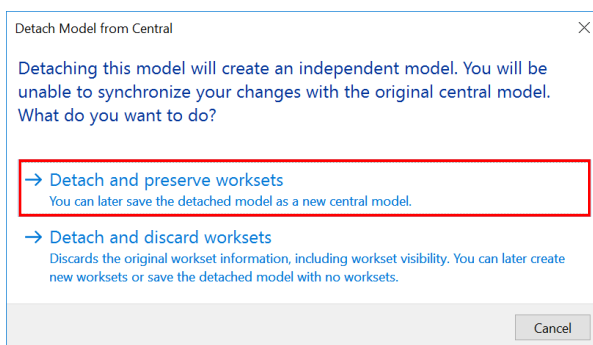 Detach Model from Central
Detaching this model will create an independent model. You will be
unable to synchronize your changes with the original central model.
What do you want to do?
→ Detach and preserve worksets
You can later save the detached model as a new central model.
→ Detach and discard worksets
Discards the original workset information, including workset visibility. You can later create
new worksets or save the detached model with no worksets.
Cancel